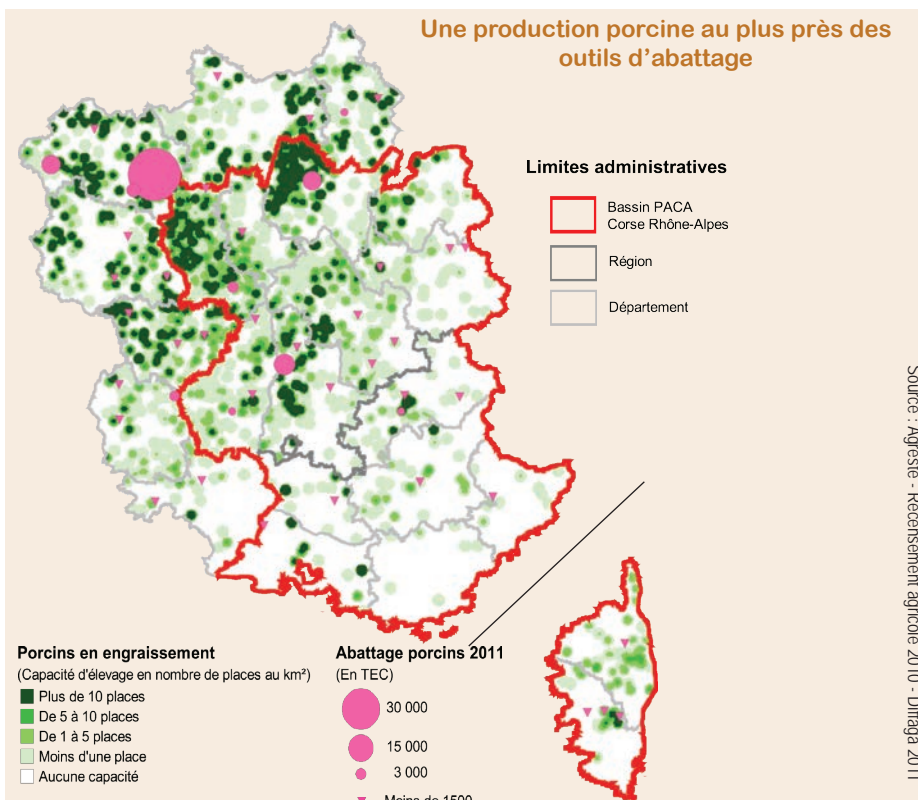 Une production porcine au plus près des
outils d'abattage
Limites administratives
Bassin PACA
Corse Rhône-Alpes
Région
Département
Source : Agreste - Recensement agricole 2010 - Diffaga 2011
Porcins en engraissement
(Capacité d'élevage en nombre de places au km²)
Plus de 10 places
De 5 à 10 places
De 1 à 5 places
Moins d'une place
Aucune capacité
Abattage porcins 2011
(En TEC)
30 000
15 000
3 000
Moins de 1500